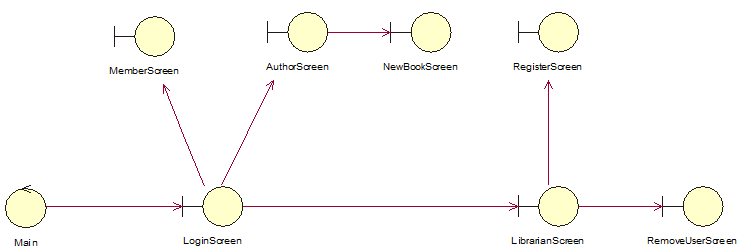 MemberScreen
AuthorScreen
NewBookScreen
RegisterScreen
Main
LoginScreen
LibrarianScreen
RemoveUserScreen